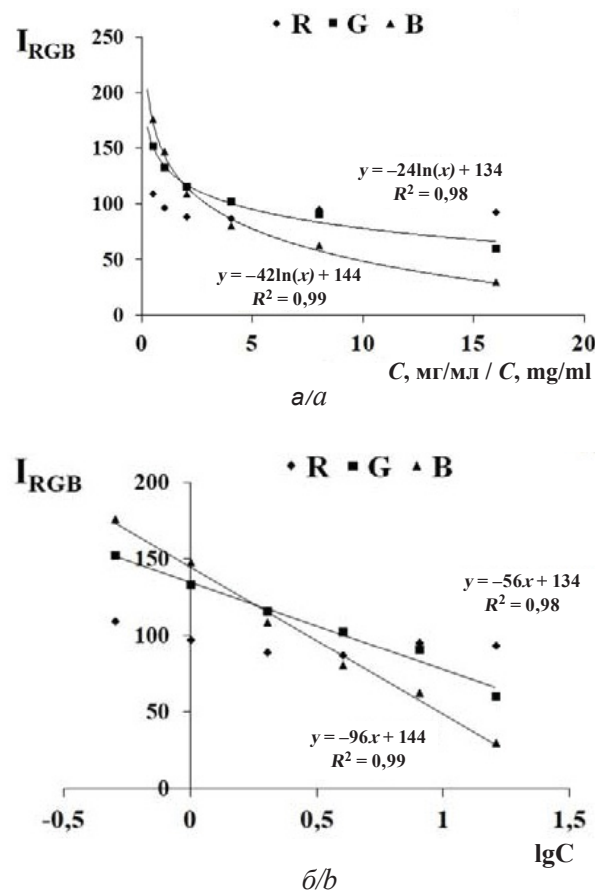 ♦ R ■ G ▲ B
I_RGB
250
200
150
100
50
0
y = –24ln(x) + 134
R² = 0,98
y = –42ln(x) + 144
R² = 0,99
0 5 10 15 20
C, мг/мл / C, mg/ml
а/a
♦ R ■ G ▲ B
I_RGB
200
150
100
50
0
y = –56x + 134
R² = 0,98
y = –96x + 144
R² = 0,99
-0,5 0 0,5 1 1,5
lgC
б/b